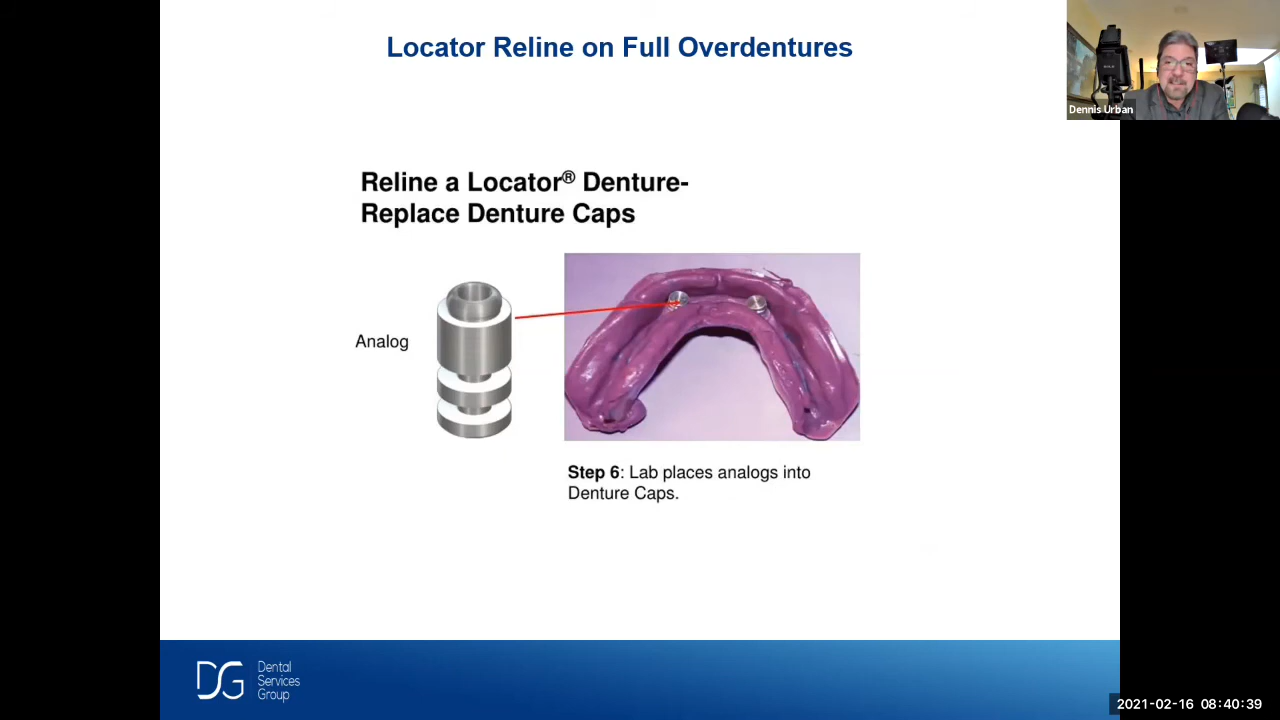 Locator Reline on Full Overdentures
Dennis Urban
Reline a Locator® Denture-
Replace Denture Caps
Analog
Step 6: Lab places analogs into
Denture Caps.
DSG
Dental
Services
Group
2021-02-16 08:40:39